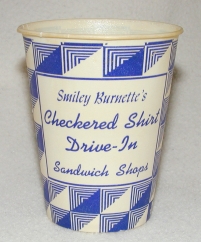 Smiley Burnette's
Checkered Shirt
Drive-In
Sandwich Shops